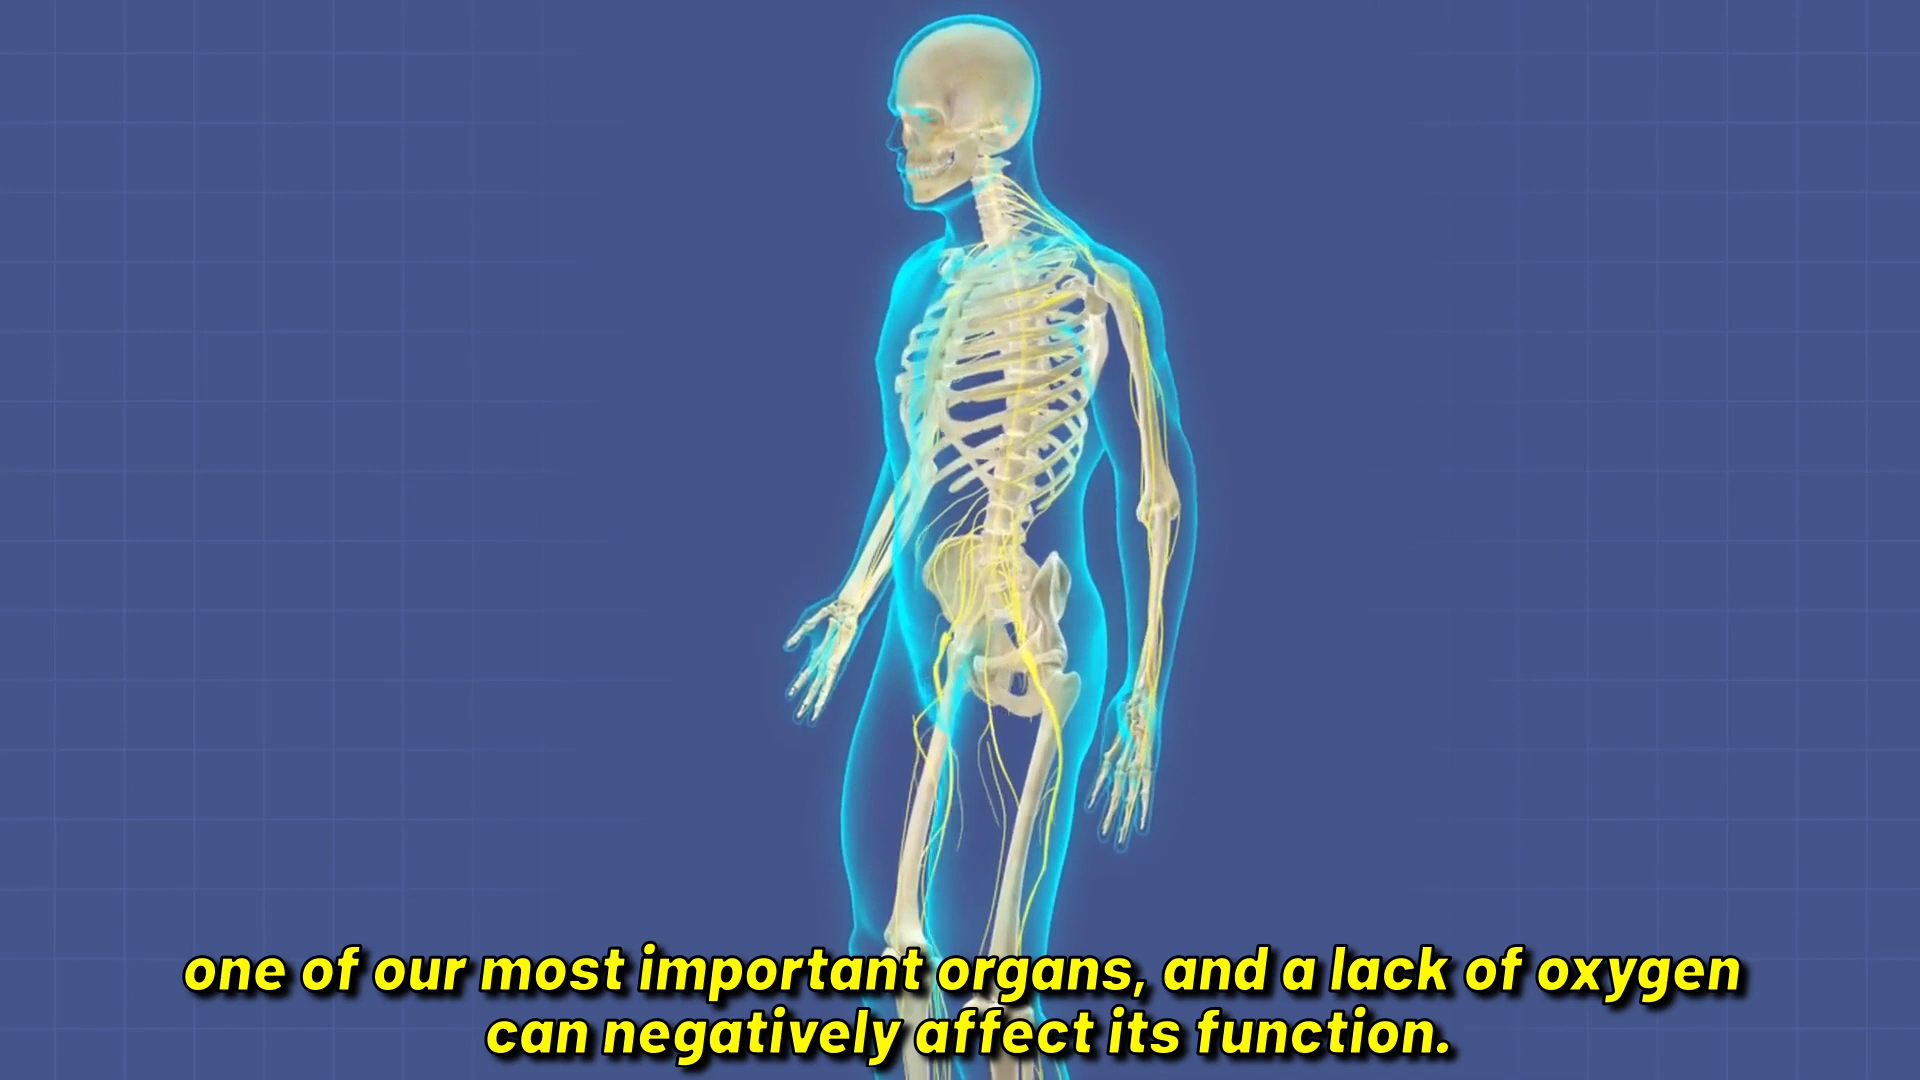 one of our most important organs, and a lack of oxygen
can negatively affect its function.